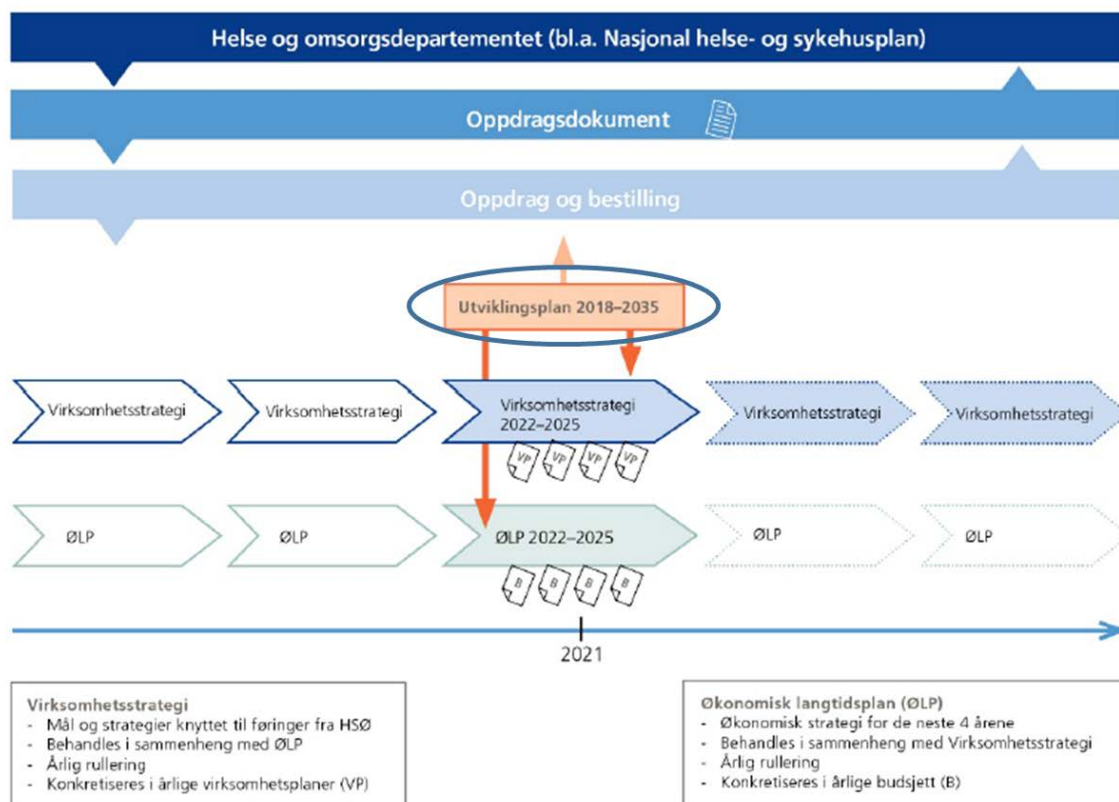 Helse og omsorgsdepartementet (bl.a. Nasjonal helse- og sykehusplan)
Oppdragsdokument
Oppdrag og bestilling
Utviklingsplan 2018–2035
Virksomhetsstrategi
Virksomhetsstrategi
Virksomhetsstrategi
2022–2025
Virksomhetsstrategi
Virksomhetsstrategi
VP
VP
VP
VP
ØLP
ØLP
ØLP 2022–2025
ØLP
ØLP
B
B
B
B
2021
Virksomhetsstrategi
- Mål og strategier knyttet til føringer fra HSØ
- Behandles i sammenheng med ØLP
- Årlig rullering
- Konkretiseres i årlige virksomhetsplaner (VP)
Økonomisk langtidsplan (ØLP)
- Økonomisk strategi for de neste 4 årene
- Behandles i sammenheng med Virksomhetsstrategi
- Årlig rullering
- Konkretiseres i årlige budsjett (B)